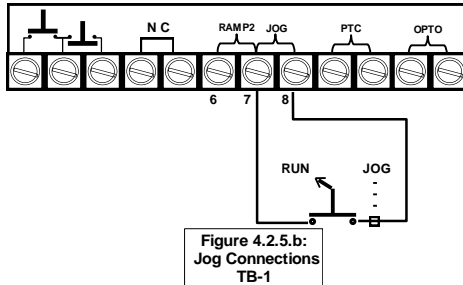 N C RAMP2 JOG PTC OPTO
6 7 8
RUN JOG
Figure 4.2.5.b:
Jog Connections
TB-1